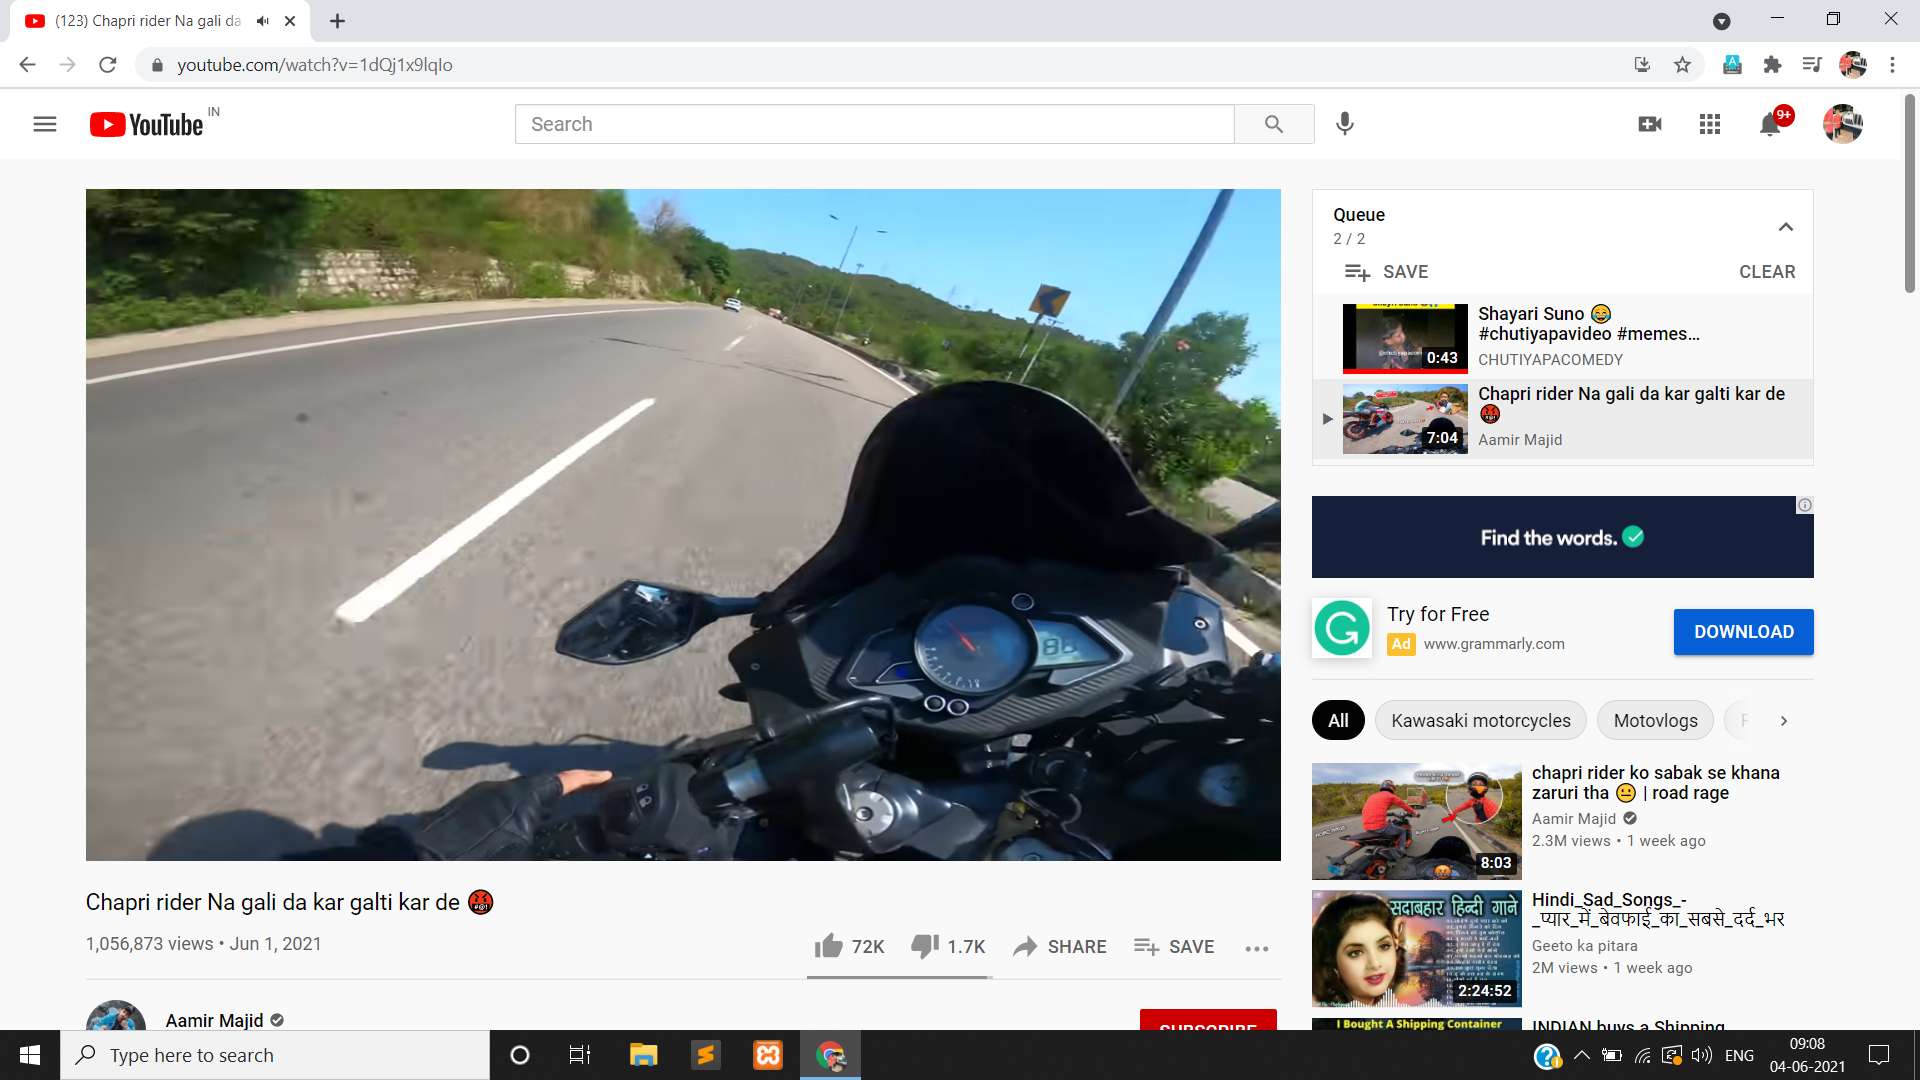 (123) Chapri rider Na gali da
youtube.com/watch?v=1dQj1x9lqIo
YouTube IN
Search
9+
Queue
2 / 2
SAVE
CLEAR
0:43
Shayari Suno 😂
#chutiyapavideo #memes...
CHUTIYAPACOMEDY
7:04
Chapri rider Na gali da kar galti kar de
🤬
Aamir Majid
Find the words.
Try for Free
Ad www.grammarly.com
DOWNLOAD
All
Kawasaki motorcycles
Motovlogs
8:03
chapri rider ko sabak se khana
zaruri tha 😐 | road rage
Aamir Majid
2.3M views • 1 week ago
सदाबहार हिन्दी गाने
2:24:52
Hindi_Sad_Songs_-
_प्यार_में_बेवफाई_का_सबसे_दर्द_भर
Geeto ka pitara
2M views • 1 week ago
I Bought A Shipping Container
INDIAN buys a Shipping
Chapri rider Na gali da kar galti kar de 🤬
1,056,873 views • Jun 1, 2021
72K
1.7K
SHARE
SAVE
Aamir Majid
SUBSCRIBE
Type here to search
ENG
09:08
04-06-2021